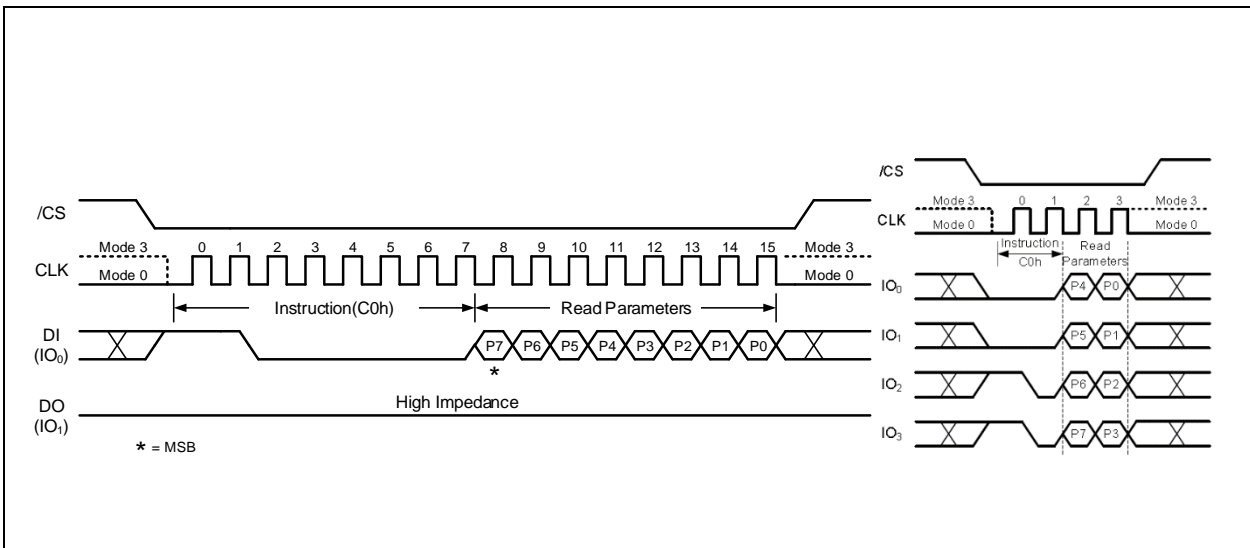 /CS
Mode 3 0 1 2 3 4 5 6 7 8 9 10 11 12 13 14 15 Mode 3
CLK Mode 0 Mode 0
Instruction(C0h) Read Parameters
DI
(IO0) P7 P6 P5 P4 P3 P2 P1 P0
*
DO
(IO1) High Impedance
* = MSB
/CS
Mode 3 0 1 2 3 Mode 3
CLK Mode 0 Mode 0
Instruction Read
C0h Parameters
IO0 P4 P0
IO1 P5 P1
IO2 P6 P2
IO3 P7 P3